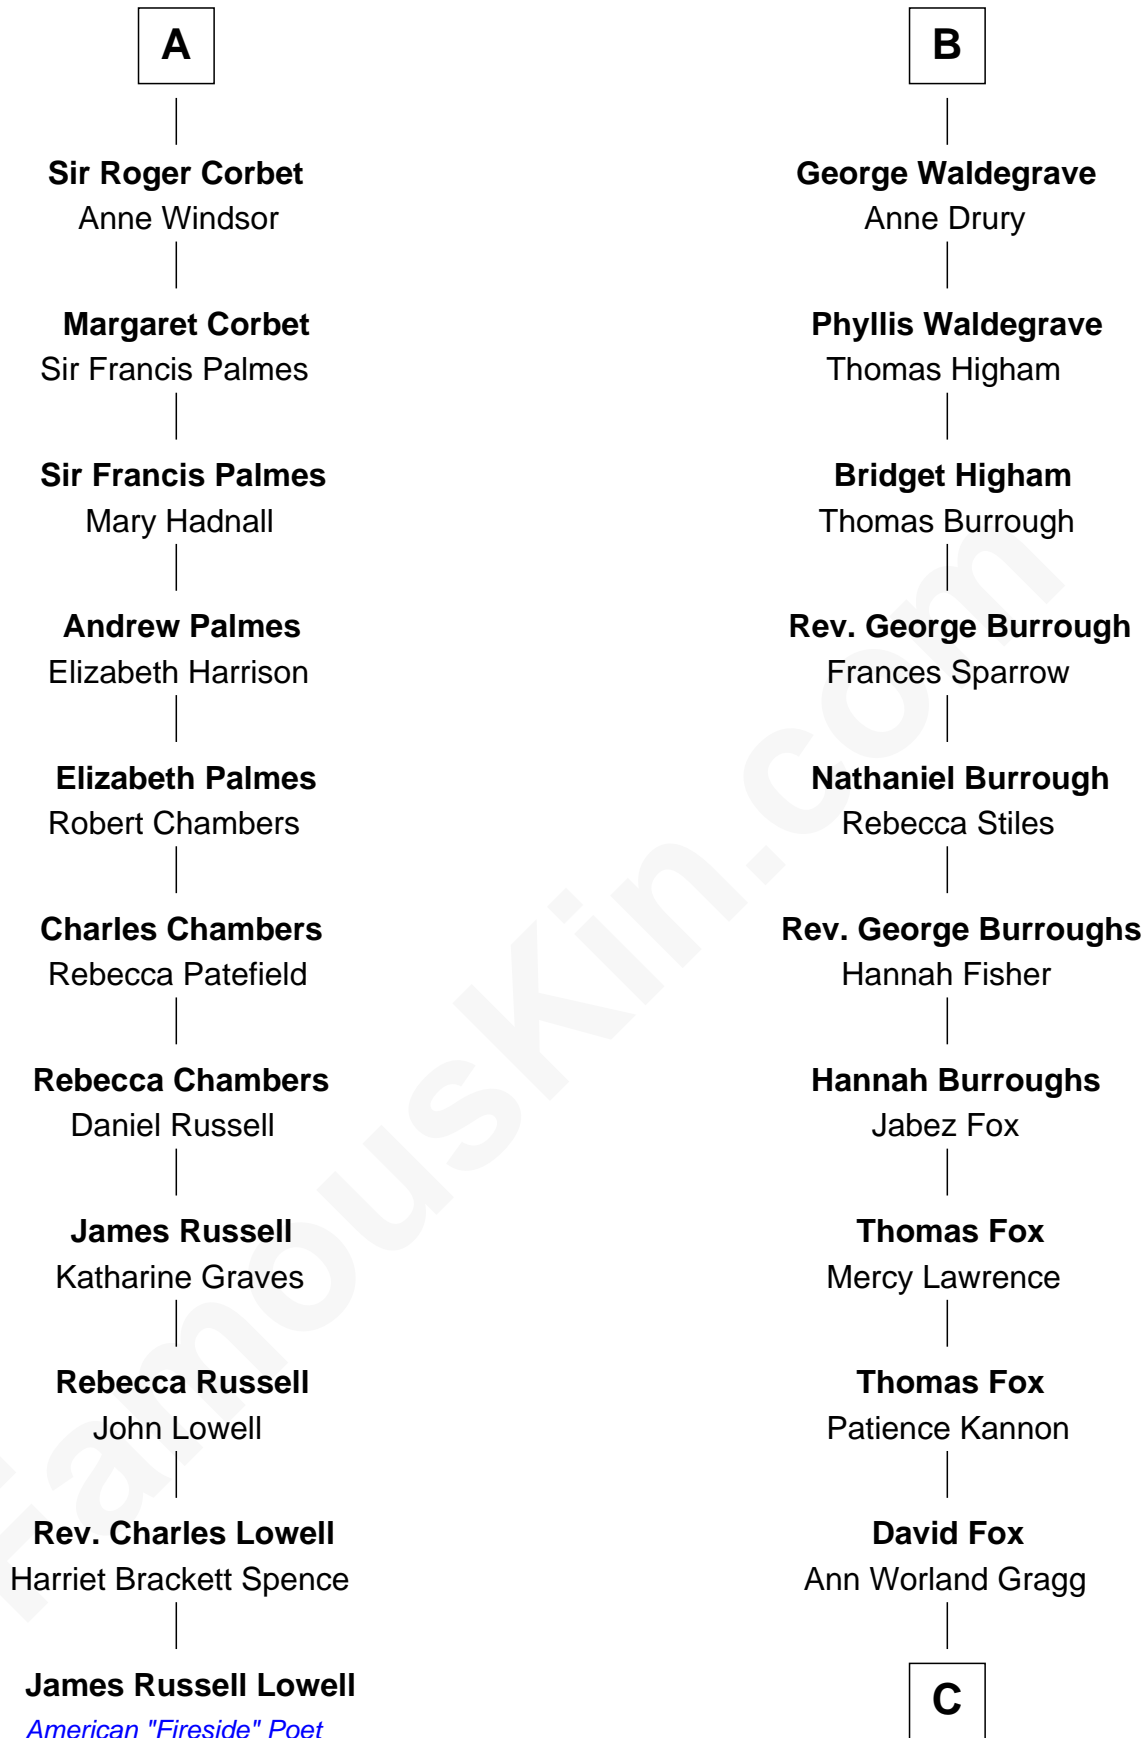 A
Sir Roger Corbet
Anne Windsor
Margaret Corbet
Sir Francis Palmes
Sir Francis Palmes
Mary Hadnall
Andrew Palmes
Elizabeth Harrison
Elizabeth Palmes
Robert Chambers
Charles Chambers
Rebecca Patefield
Rebecca Chambers
Daniel Russell
James Russell
Katharine Graves
Rebecca Russell
John Lowell
Rev. Charles Lowell
Harriet Brackett Spence
James Russell Lowell
American "Fireside" Poet
B
George Waldegrave
Anne Drury
Phyllis Waldegrave
Thomas Higham
Bridget Higham
Thomas Burrough
Rev. George Burrough
Frances Sparrow
Nathaniel Burrough
Rebecca Stiles
Rev. George Burroughs
Hannah Fisher
Hannah Burroughs
Jabez Fox
Thomas Fox
Mercy Lawrence
Thomas Fox
Patience Kannon
David Fox
Ann Worland Gragg
C
FamousKin.com